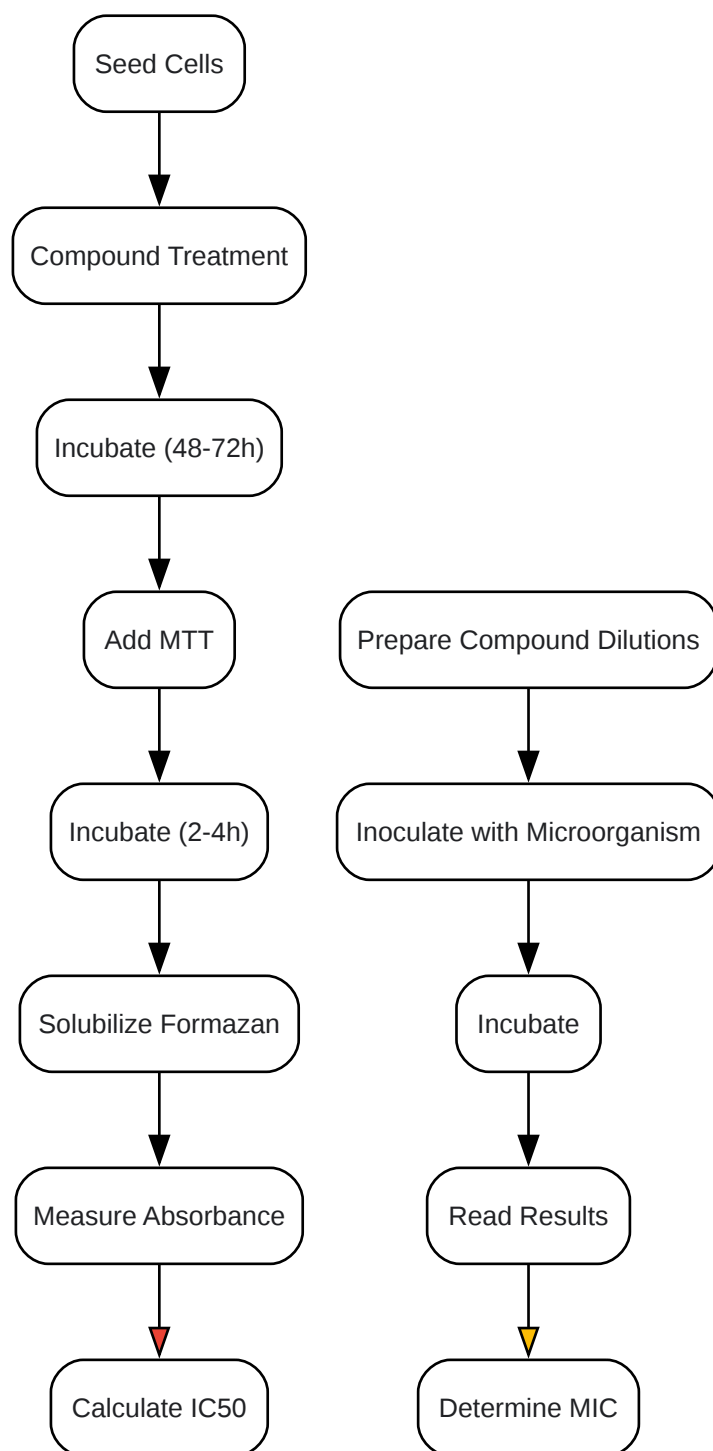 Seed Cells
Compound Treatment
Incubate (48-72h)
Add MTT
Incubate (2-4h)
Solubilize Formazan
Measure Absorbance
Calculate IC50
Prepare Compound Dilutions
Inoculate with Microorganism
Incubate
Read Results
Determine MIC